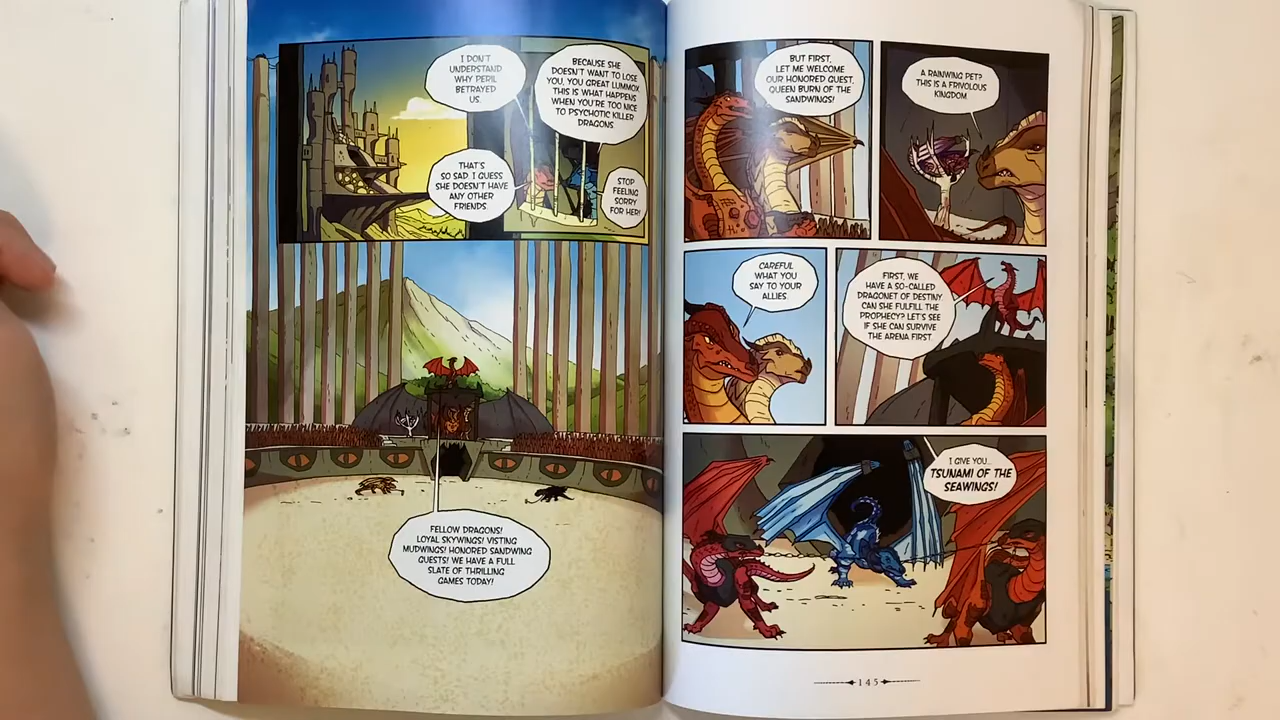 I DON'T
UNDERSTAND
WHY PERIL
BETRAYED
US.
BECAUSE SHE
DOESN'T WANT TO LOSE
YOU, YOU GREAT LUMMOX
THIS IS WHAT HAPPENS
WHEN YOU'RE TOO NICE
TO PSYCHOTIC KILLER
DRAGONS
THAT'S
SO SAD. I GUESS
SHE DOESN'T HAVE
ANY OTHER
FRIENDS.
STOP
FEELING
SORRY
FOR HER!
FELLOW DRAGONS!
LOYAL SKYWINGS! VISTING
MUDWINGS! HONORED SANDWING
GUESTS! WE HAVE A FULL
SLATE OF THRILLING
GAMES TODAY!
BUT FIRST,
LET ME WELCOME
OUR HONORED GUEST,
QUEEN BURN OF THE
SANDWINGS!
A RAINWING PET?
THIS IS A FRIVOLOUS
KINGDOM
CAREFUL
WHAT YOU
SAY TO YOUR
ALLIES.
FIRST, WE
HAVE A SO-CALLED
DRAGONET OF DESTINY
CAN SHE FULFILL THE
PROPHECY? LET'S SEE
IF SHE CAN SURVIVE
THE ARENA FIRST.
I GIVE YOU...
TSUNAMI OF THE
SEAWINGS!
145